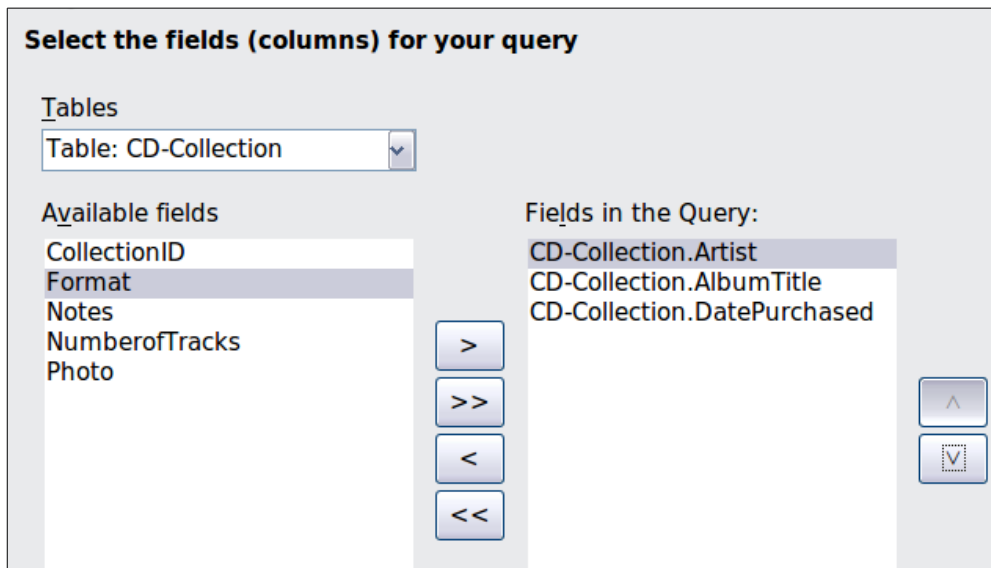 Select the fields (columns) for your query
Tables
Table: CD-Collection
Available fields
CollectionID
Format
Notes
NumberofTracks
Photo
>
>>
<
<<
Fields in the Query:
CD-Collection.Artist
CD-Collection.AlbumTitle
CD-Collection.DatePurchased